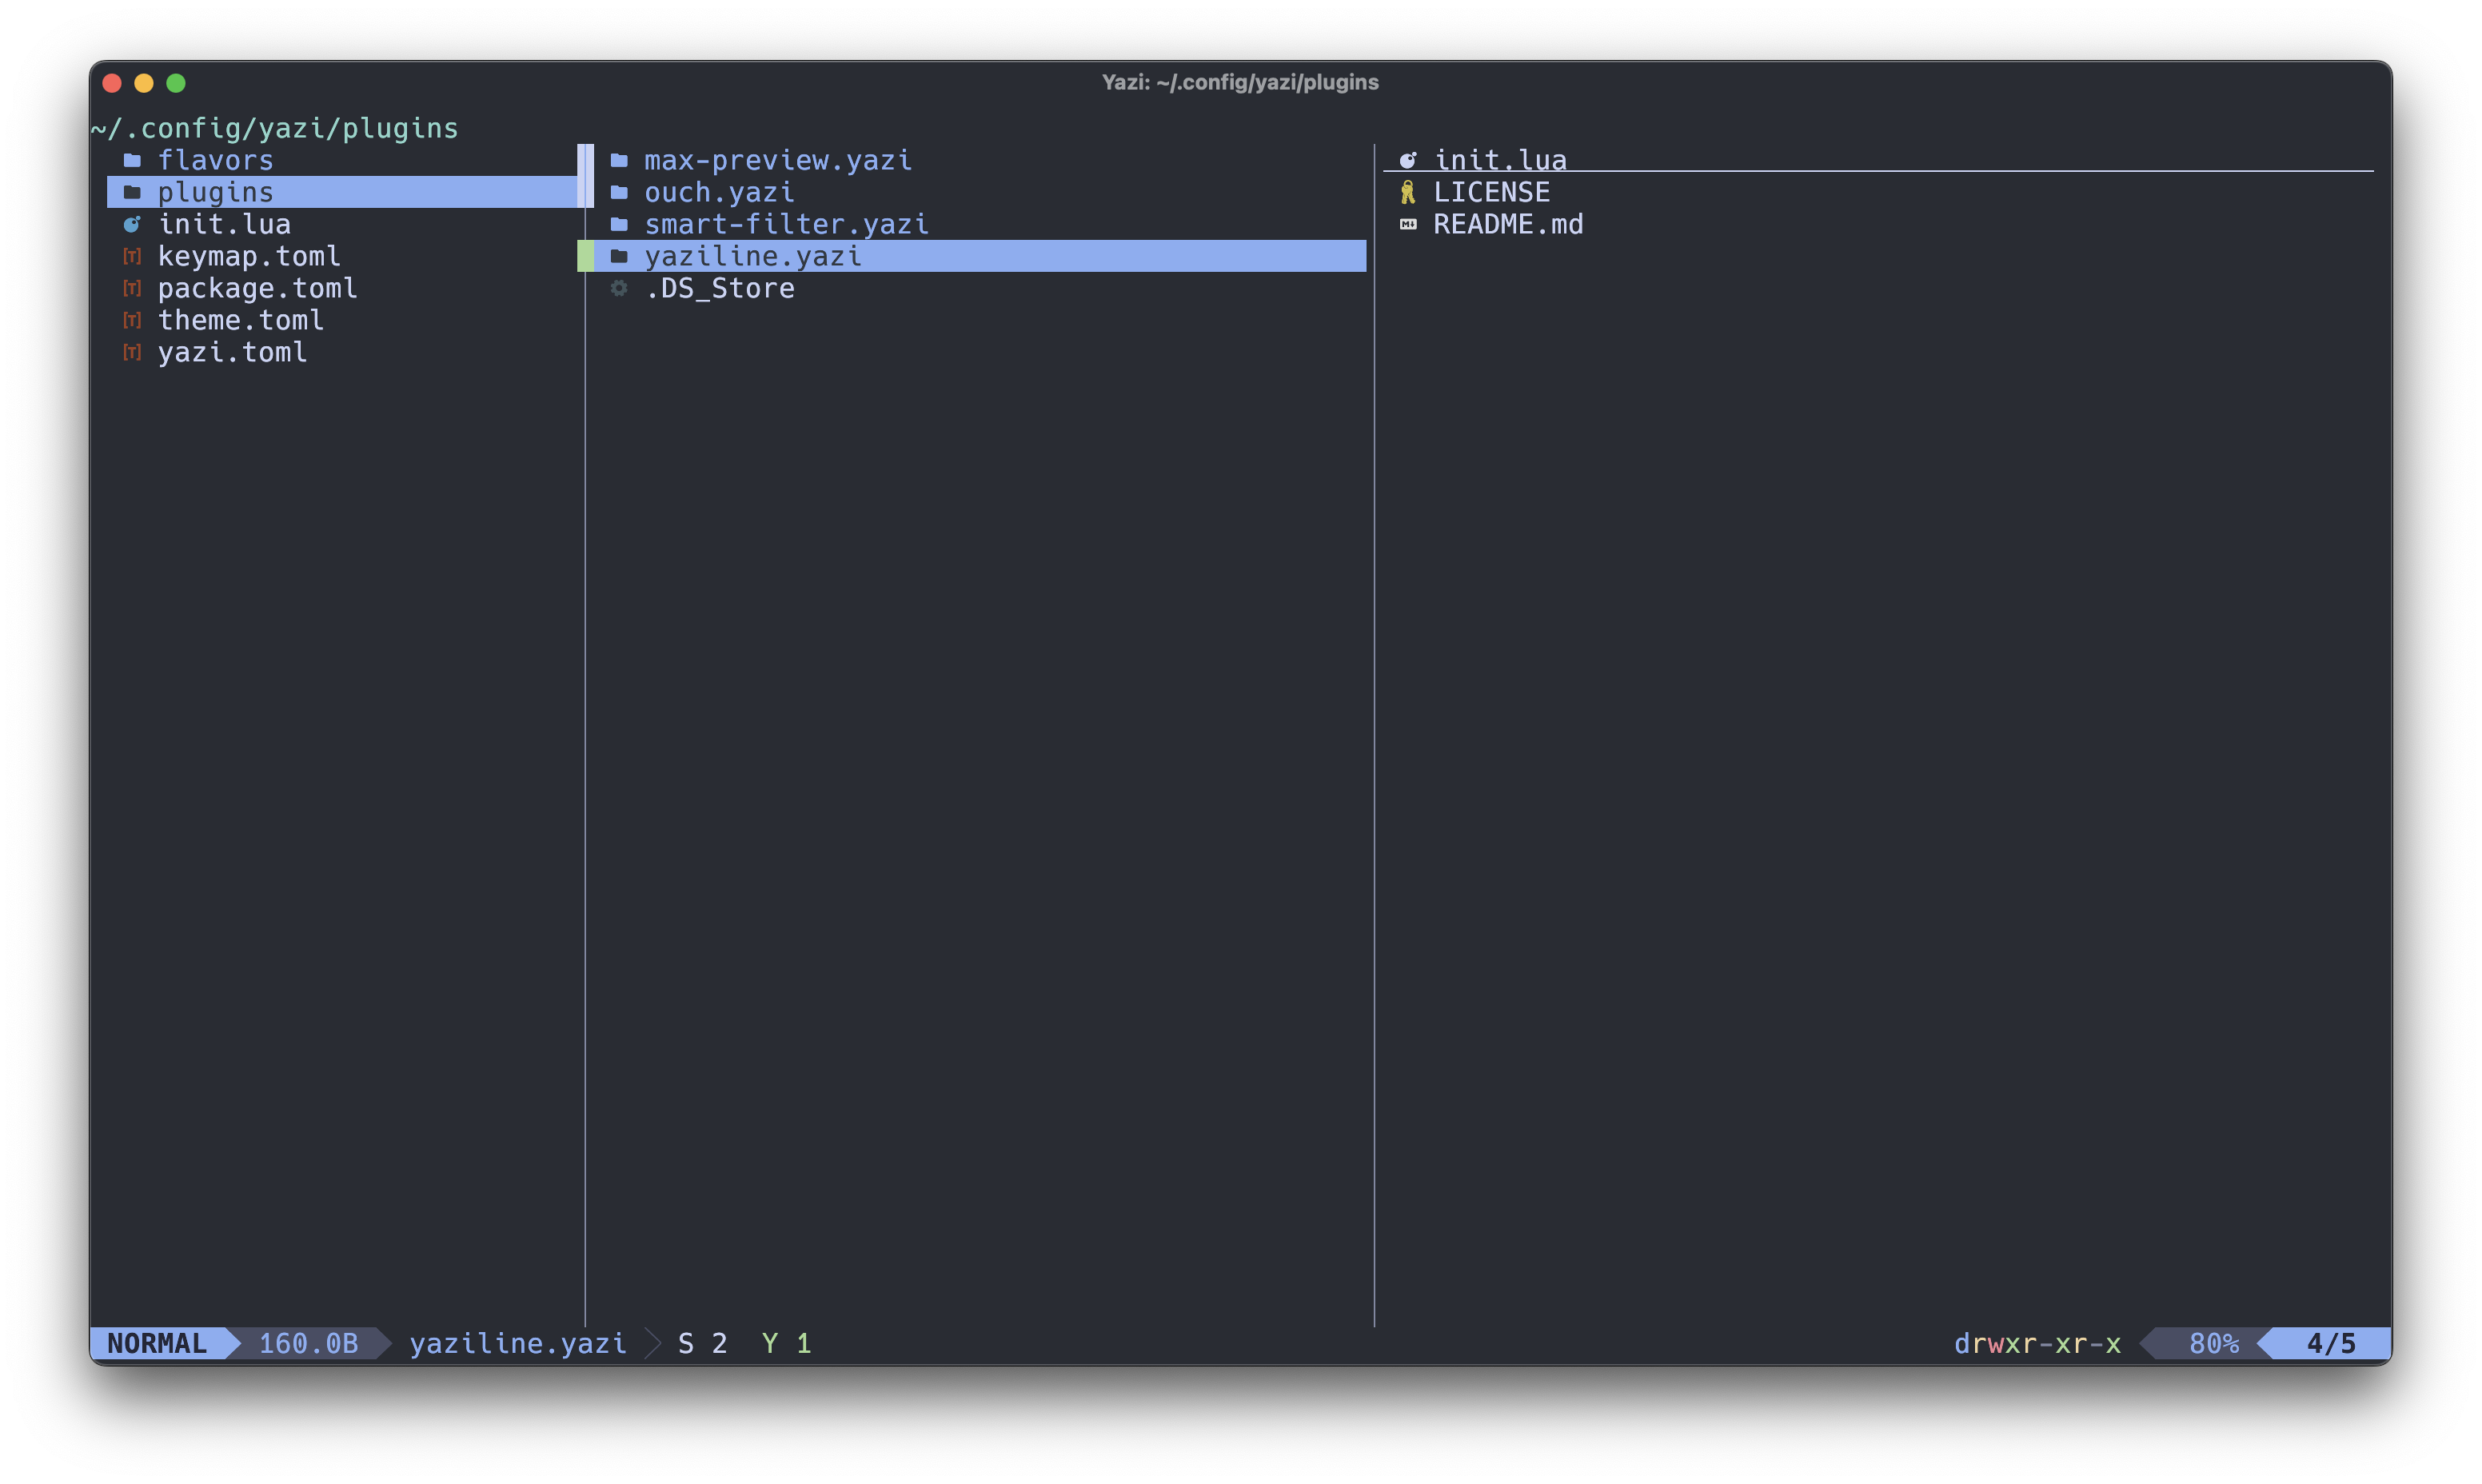 Yazi: ~/.config/yazi/plugins
~/.config/yazi/plugins
flavors
plugins
init.lua
keymap.toml
package.toml
theme.toml
yazi.toml
max-preview.yazi
ouch.yazi
smart-filter.yazi
yaziline.yazi
.DS_Store
init.lua
LICENSE
README.md
NORMAL 160.0B yaziline.yazi S 2 Y 1 drwxr-xr-x 80% 4/5